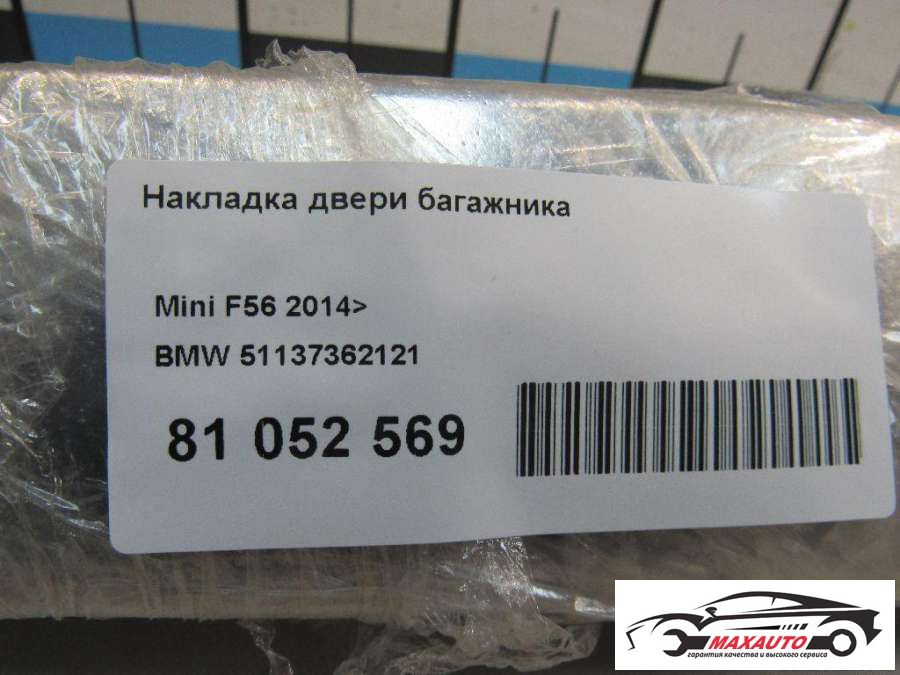 Накладка двери багажника
Mini F56 2014>
BMW 51137362121
81 052 569
MAXAUTO
гарантия качества и высокого сервиса